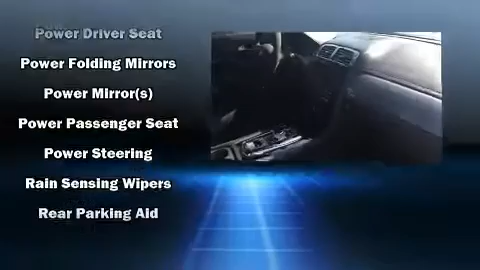 Power Driver Seat
Power Folding Mirrors
Power Mirror(s)
Power Passenger Seat
Power Steering
Rain Sensing Wipers
Rear Parking Aid